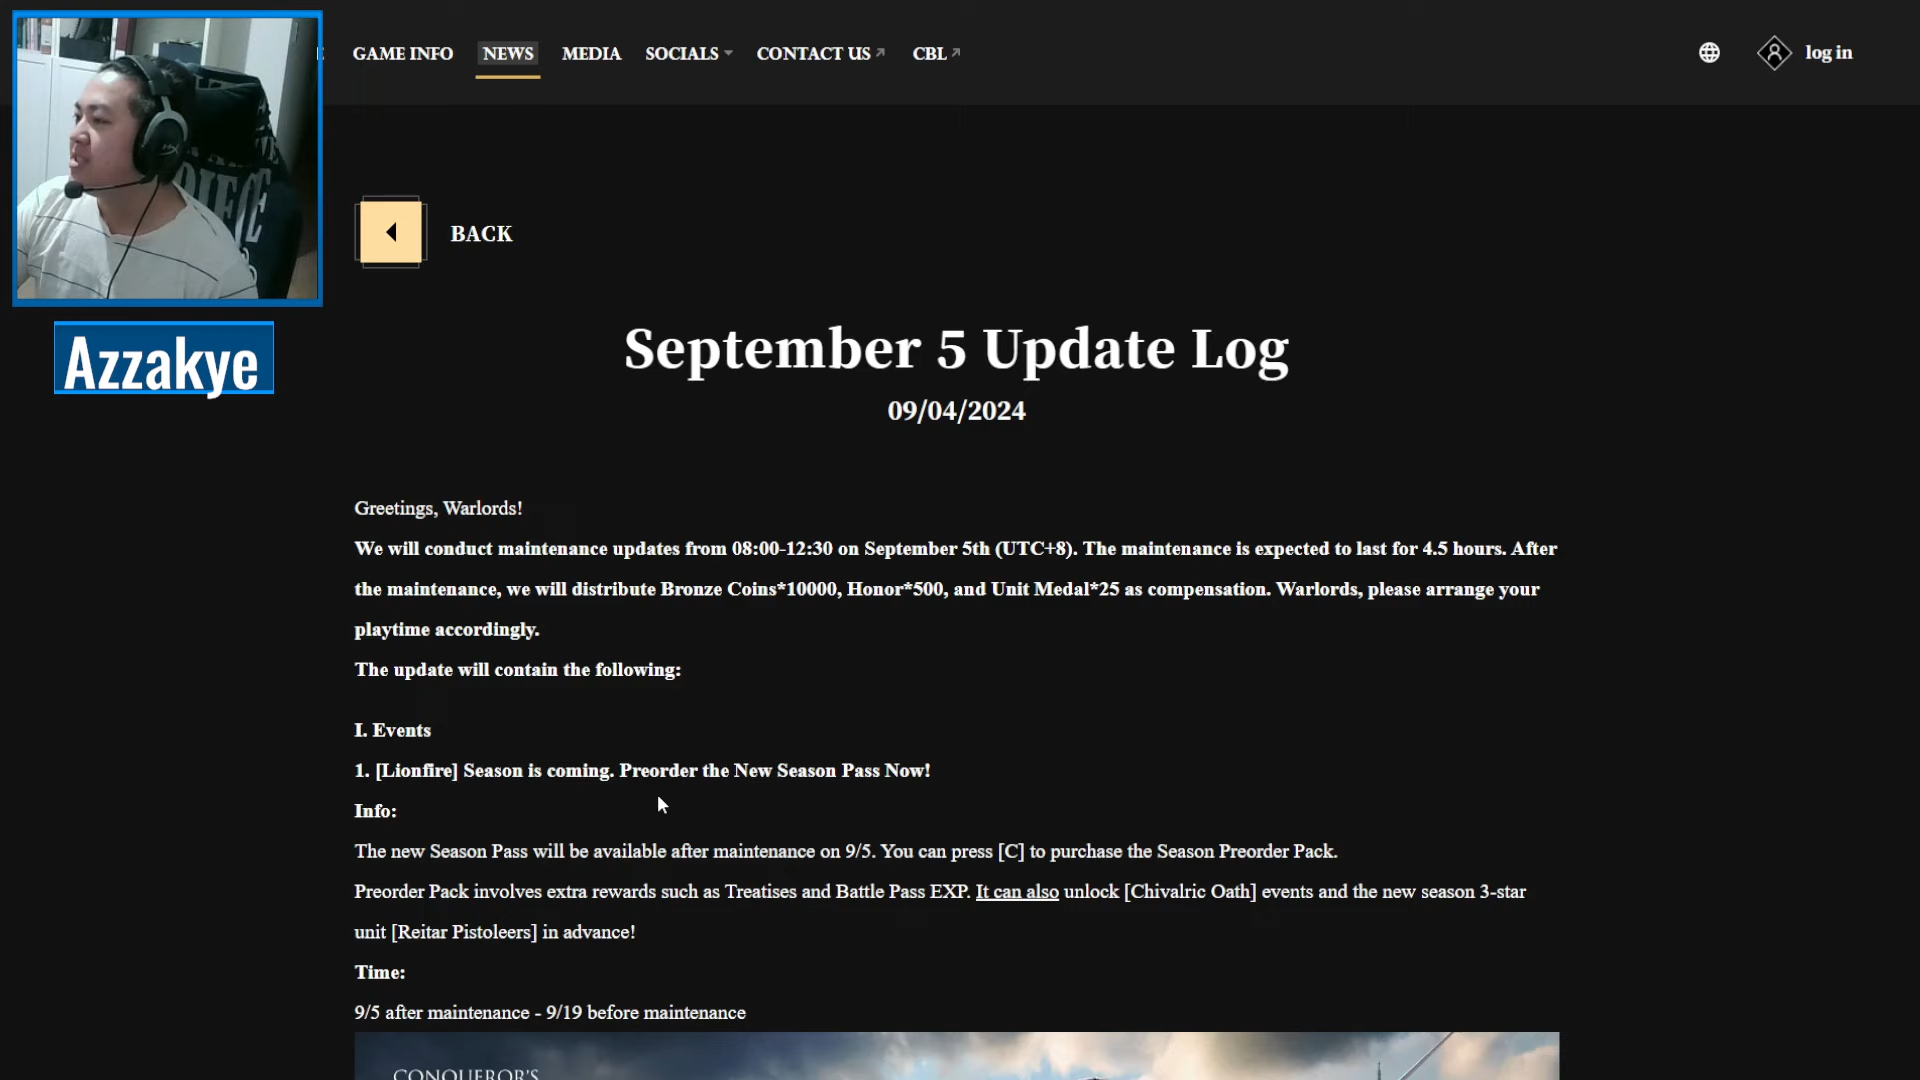 GAME INFO NEWS MEDIA SOCIALS CONTACT US CBL log in
BACK
Azzakye
September 5 Update Log
09/04/2024
Greetings, Warlords!
We will conduct maintenance updates from 08:00-12:30 on September 5th (UTC+8). The maintenance is expected to last for 4.5 hours. After
the maintenance, we will distribute Bronze Coins*10000, Honor*500, and Unit Medal*25 as compensation. Warlords, please arrange your
playtime accordingly.
The update will contain the following:
I. Events
1. [Lionfire] Season is coming. Preorder the New Season Pass Now!
Info:
The new Season Pass will be available after maintenance on 9/5. You can press [C] to purchase the Season Preorder Pack.
Preorder Pack involves extra rewards such as Treatises and Battle Pass EXP. It can also unlock [Chivalric Oath] events and the new season 3-star
unit [Reitar Pistoleers] in advance!
Time:
9/5 after maintenance - 9/19 before maintenance
CONQUEROR'S